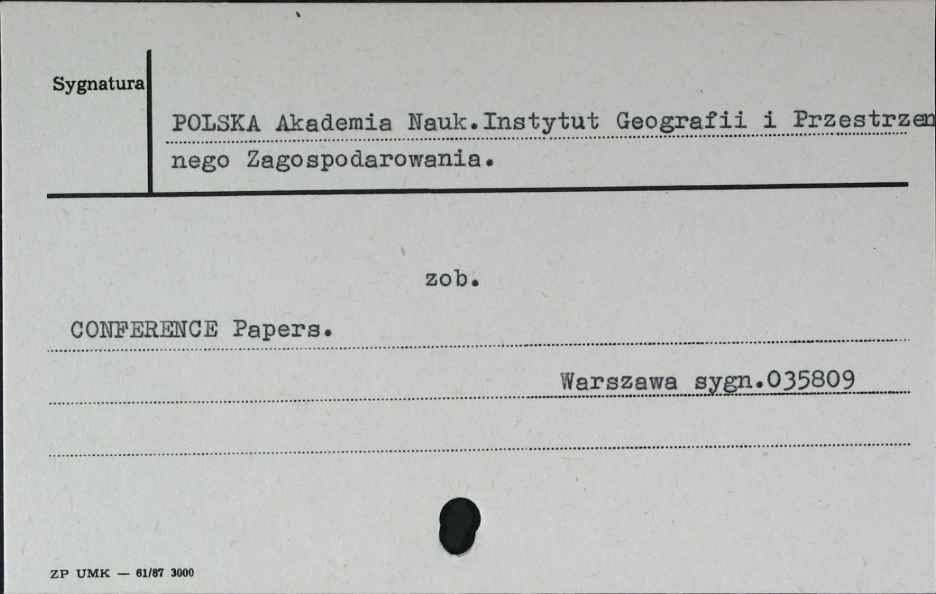 Sygnatura
POLSKA Akademia Nauk.Instytut Geografii i Przestrzen
nego Zagospodarowania.
zob.
CONFERENCE Papers.
Warszawa sygn.035809
ZP UMK — 61/87 3000